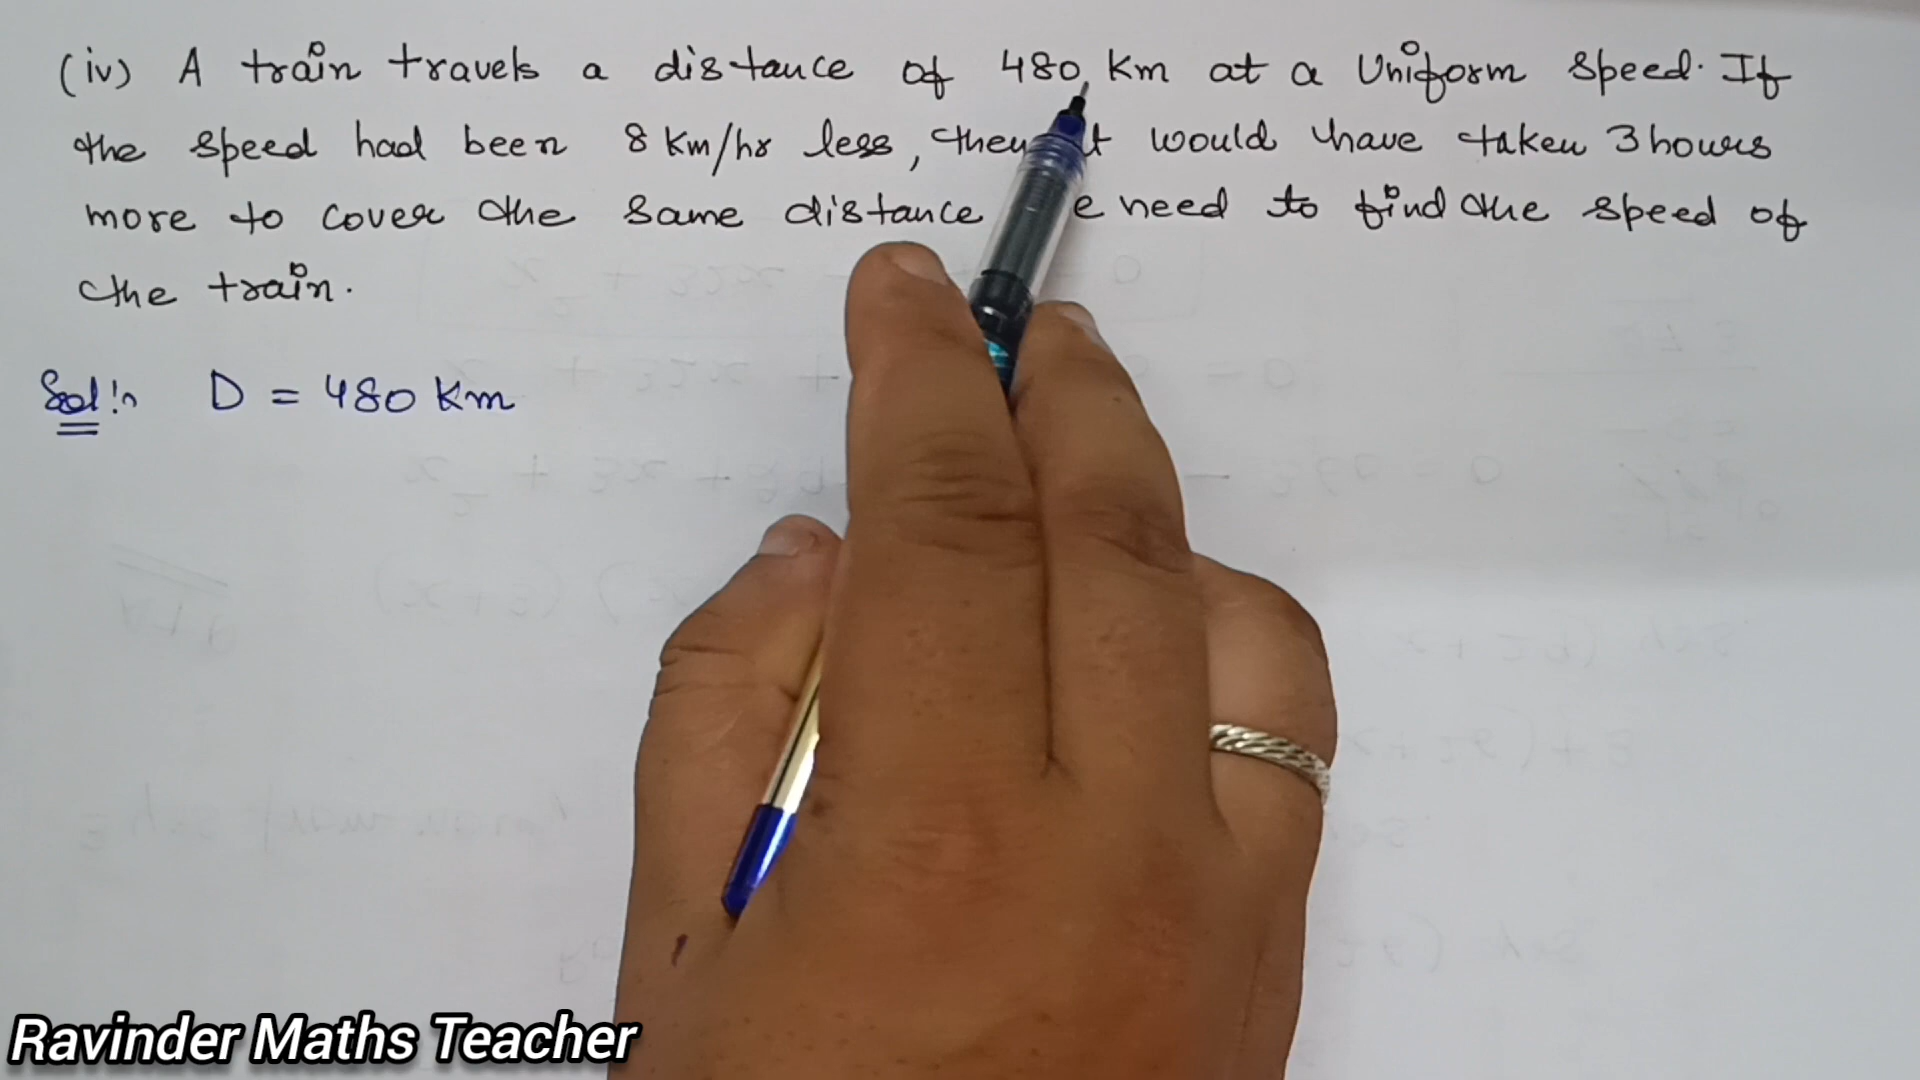 (iv) A train travels a distance of 480 Km at a Uniform speed. If
the speed had been 8 Km/hr less, then it would have taken 3 hours
more to cover the same distance need to find the speed of
the train.
Sol!n D = 480 Km
Ravinder Maths Teacher